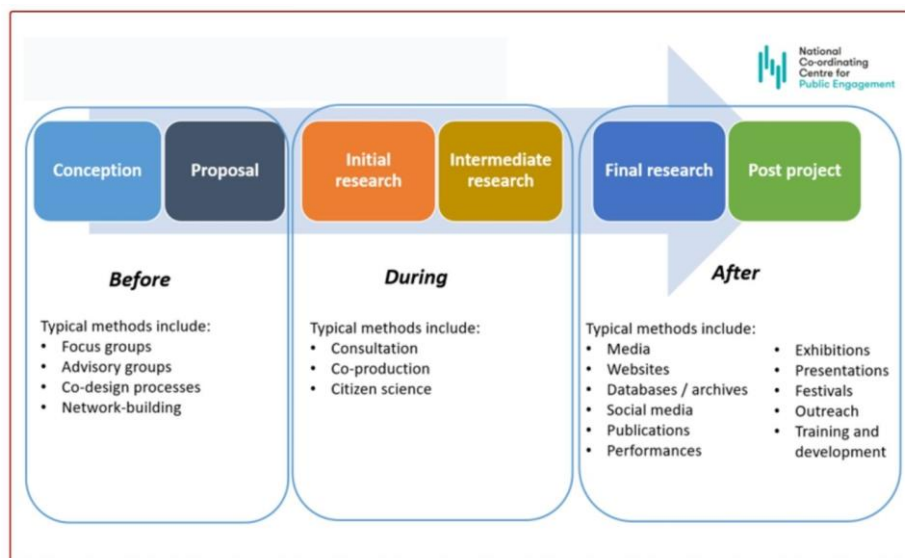 National
Co-ordinating
Centre for
Public Engagement
Conception
Proposal
Initial
research
Intermediate
research
Final research
Post project
Before
Typical methods include:
• Focus groups
• Advisory groups
• Co-design processes
• Network-building
During
Typical methods include:
• Consultation
• Co-production
• Citizen science
After
Typical methods include:
• Media
• Websites
• Databases / archives
• Social media
• Publications
• Performances
• Exhibitions
• Presentations
• Festivals
• Outreach
• Training and
development